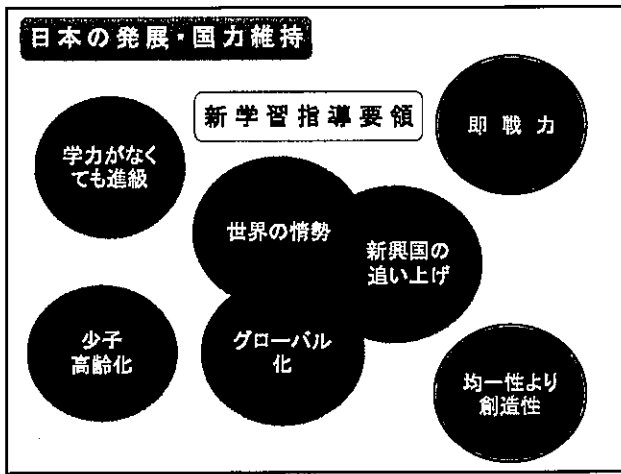 日本の発展・国力維持
新学習指導要領
即戦力
学力がなく
ても進級
世界の情勢
新興国の
追い上げ
少子
高齢化
グローバル
化
均一性より
創造性